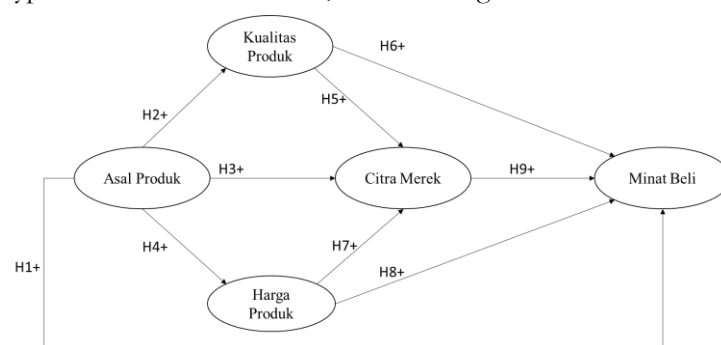 Kualitas
Produk
H6+
H5+
H2+
Asal Produk
H3+
Citra Merek
H9+
Minat Beli
H4+
H7+
H1+
H8+
Harga
Produk